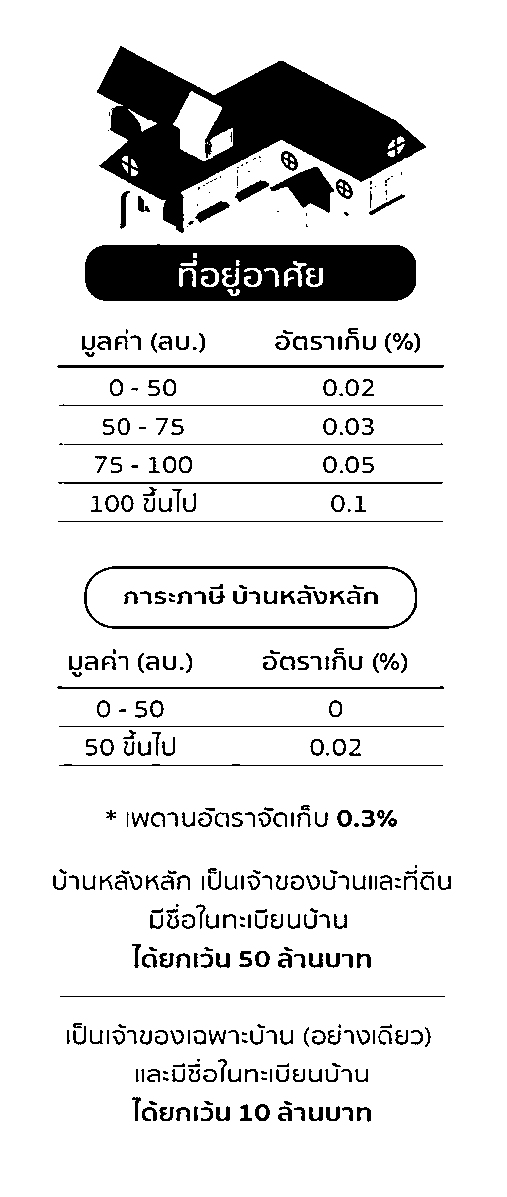 ที่อยู่อาศัย
มูลค่า (ลบ.) อัตราเก็บ (%)
0 - 50 0.02
50 - 75 0.03
75 - 100 0.05
100 ขึ้นไป 0.1
ภาระภาษี บ้านหลังหลัก
มูลค่า (ลบ.) อัตราเก็บ (%)
0 - 50 0
50 ขึ้นไป 0.02
* เพดานอัตราจัดเก็บ 0.3%
บ้านหลังหลัก เป็นเจ้าของบ้านและที่ดิน
มีชื่อในทะเบียนบ้าน
ได้ยกเว้น 50 ล้านบาท
เป็นเจ้าของเฉพาะบ้าน (อย่างเดียว)
และมีชื่อในทะเบียนบ้าน
ได้ยกเว้น 10 ล้านบาท